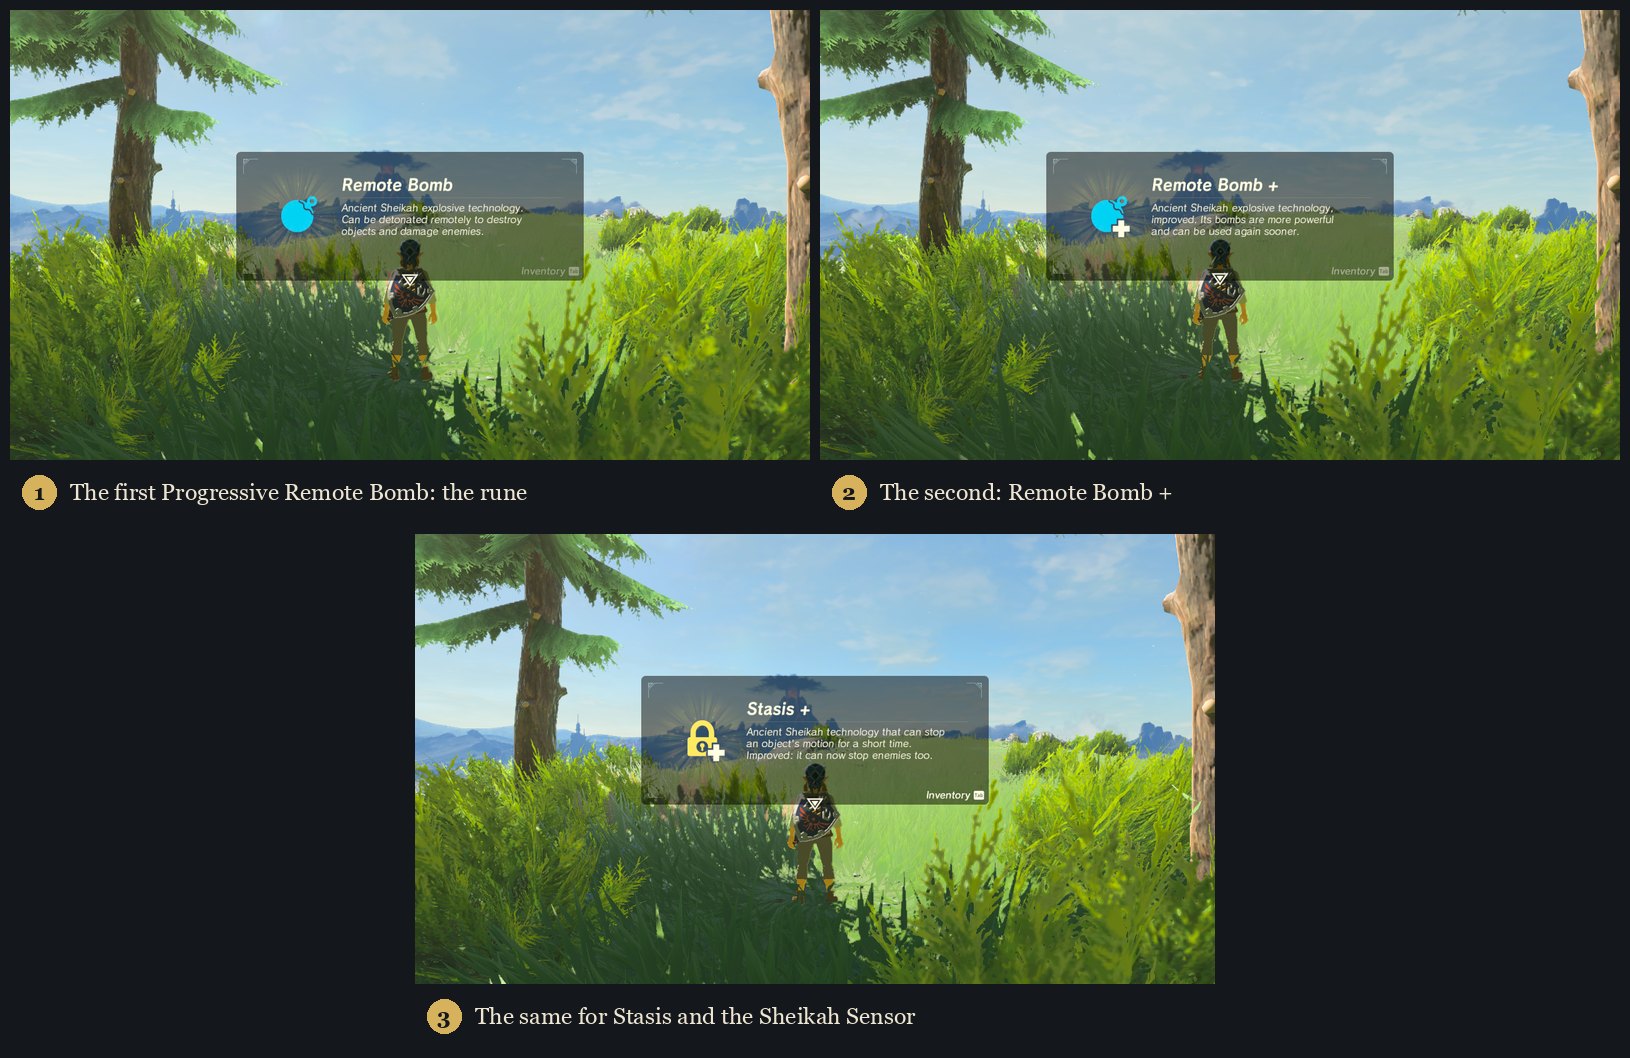 Remote Bomb
Ancient Sheikah explosive technology.
Can be detonated remotely to destroy
objects and damage enemies.
Inventory
1 The first Progressive Remote Bomb: the rune
Remote Bomb +
Ancient Sheikah explosive technology,
improved. Its bombs are more powerful
and can be used again sooner.
Inventory
2 The second: Remote Bomb +
Stasis +
Ancient Sheikah technology that can stop
an object's motion for a short time.
Improved: it can now stop enemies too.
Inventory
3 The same for Stasis and the Sheikah Sensor